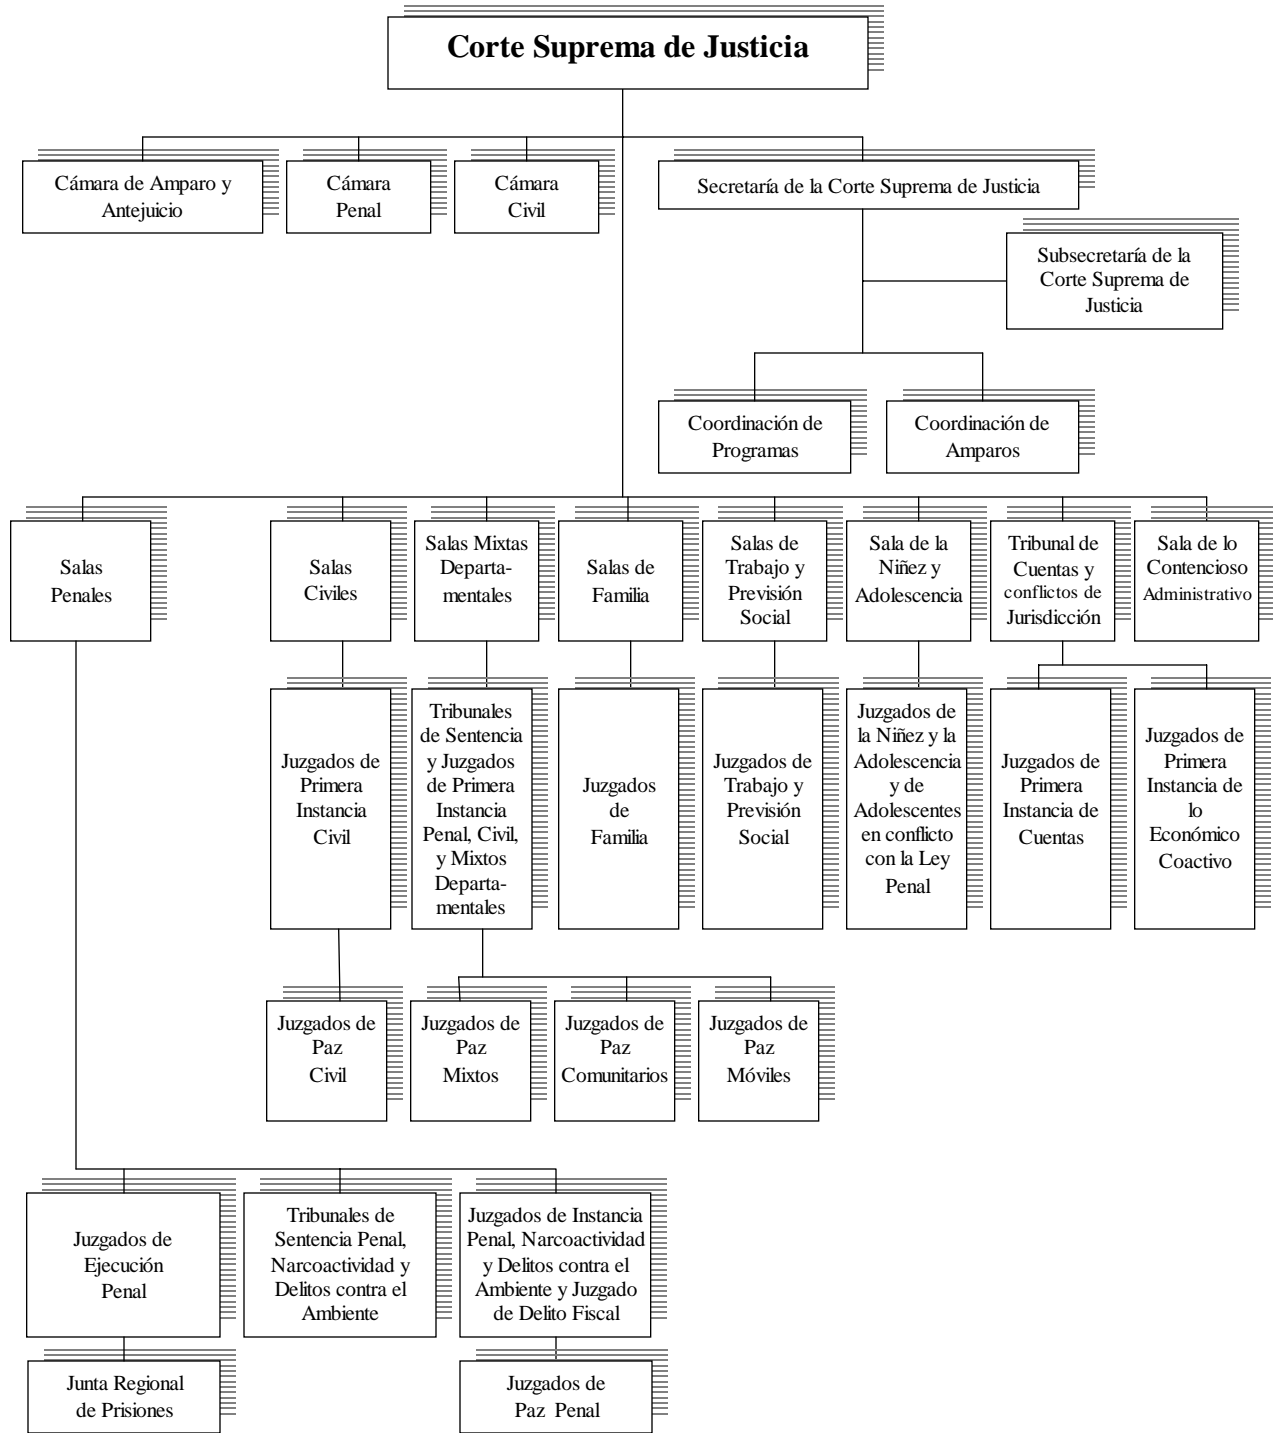 Corte Suprema de Justicia
Cámara de Amparo y
Antejuicio
Cámara
Penal
Cámara
Civil
Secretaría de la Corte Suprema de Justicia
Subsecretaría de la
Corte Suprema de
Justicia
Coordinación de
Programas
Coordinación de
Amparos
Salas
Penales
Salas
Civiles
Salas Mixtas
Departa-
mentales
Salas de
Familia
Salas de
Trabajo y
Previsión
Social
Sala de la
Niñez y
Adolescencia
Tribunal de
Cuentas y
conflictos de
Jurisdicción
Sala de lo
Contencioso
Administrativo
Juzgados de
Primera
Instancia
Civil
Tribunales
de Sentencia
y Juzgados
de Primera
Instancia
Penal, Civil,
y Mixtos
Departa-
mentales
Juzgados
de
Familia
Juzgados de
Trabajo y
Previsión
Social
Juzgados de
la Niñez y la
Adolescencia
y de
Adolescentes
en conflicto
con la Ley
Penal
Juzgados de
Primera
Instancia de
Cuentas
Juzgados de
Primera
Instancia de
lo
Económico
Coactivo
Juzgados de
Paz
Civil
Juzgados de
Paz
Mixtos
Juzgados de
Paz
Comunitarios
Juzgados de
Paz
Móviles
Juzgados de
Ejecución
Penal
Tribunales de
Sentencia Penal,
Narcoactividad y
Delitos contra el
Ambiente
Juzgados de Instancia
Penal, Narcoactividad
y Delitos contra el
Ambiente y Juzgado
de Delito Fiscal
Junta Regional
de Prisiones
Juzgados de
Paz Penal